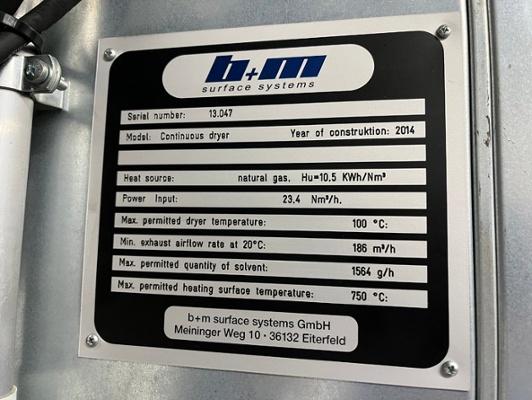 b+m
surface systems
Serial number: 13.047
Model: Continuous dryer Year of construktion: 2014
Heat source: natural gas, Hu=10.5 KWh/Nm³
Power Input: 23.4 Nm³/h.
Max. permitted dryer temperature: 100 °C:
Min. exhaust airflow rate at 20°C: 186 m³/h
Max. permitted quantity of solvent: 1564 g/h
Max. permitted heating surface temperature: 750 °C:
b+m surface systems GmbH
Meininger Weg 10 · 36132 Eiterfeld